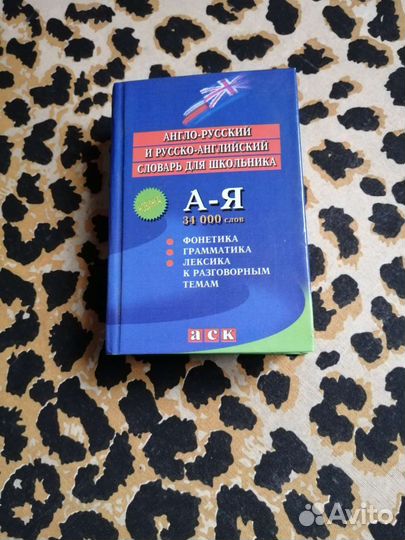 АНГЛО-РУССКИЙ
И РУССКО-АНГЛИЙСКИЙ
СЛОВАРЬ ДЛЯ ШКОЛЬНИКА
А-Я
34 000 слов
ФОНЕТИКА
ГРАММАТИКА
ЛЕКСИКА
К РАЗГОВОРНЫМ
ТЕМАМ
аск
Avito